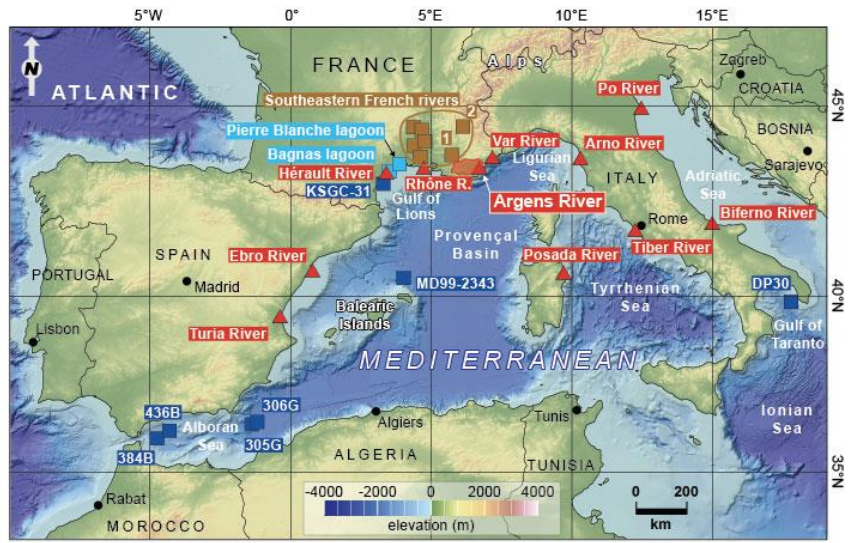 5°W 0° 5°E 10°E 15°E
N
ATLANTIC
FRANCE
Alps
Zagreb
CROATIA
Po River
45°N
Southeastern French rivers
2
1
BOSNIA
Pierre Blanche lagoon
Var River
Arno River
Sarajevo
Bagnas lagoon
Ligurian
Sea
Hérault River
ITALY
Adriatic
Sea
KSGC-31
Rhône R.
Gulf of
Lions
Argens River
Biferno River
Rome
SPAIN
Ebro River
Provençal
Basin
Posada River
Tiber River
PORTUGAL
Madrid
MD99-2343
Tyrrhenian
Sea
DP30
40°N
Balearic
Islands
Lisbon
Turia River
Gulf of
Taranto
MEDITERRANEAN
436B
306G
Alboran
Sea
Algiers
Tunis
Ionian
Sea
384B
305G
ALGERIA
TUNISIA
35°N
Rabat
-4000 -2000 0 2000 4000
elevation (m)
0 200
km
MOROCCO